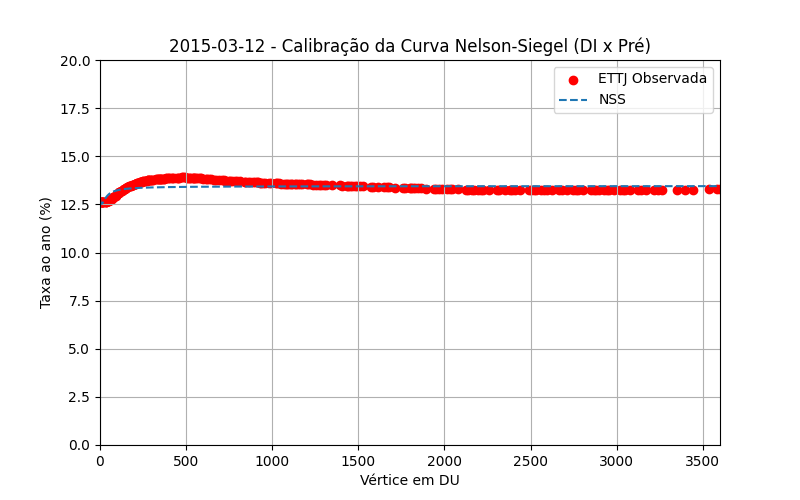 2015-03-12 - Calibração da Curva Nelson-Siegel (DI x Pré)
ETTJ Observada
NSS
20.0
17.5
15.0
12.5
10.0
7.5
5.0
2.5
0.0
Taxa ao ano (%)
0 500 1000 1500 2000 2500 3000 3500
Vértice em DU